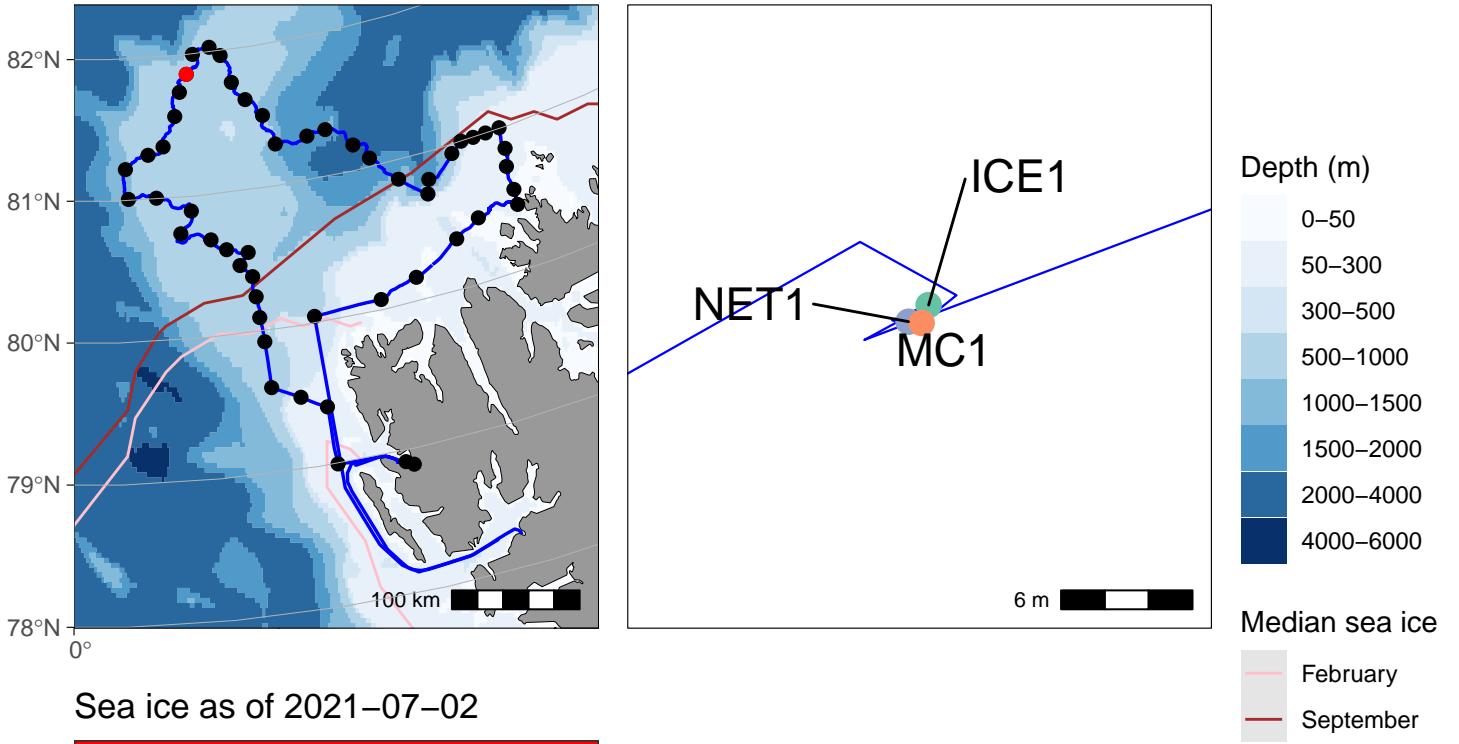 82°N
81°N
80°N
79°N
78°N
0°
100 km
ICE1
NET1
MC1
6 m
Depth (m)
0−50
50−300
300−500
500−1000
1000−1500
1500−2000
2000−4000
4000−6000
Median sea ice
February
September
Sea ice as of 2021−07−02